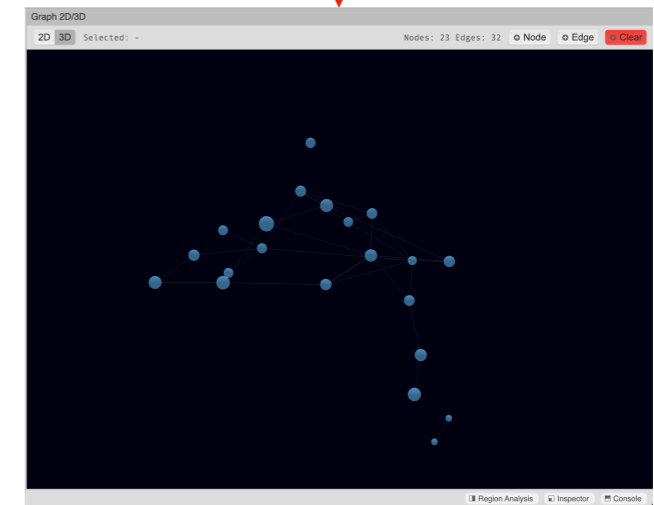 Graph 2D/3D
2D 3D Selected: - Nodes: 23 Edges: 32 Node Edge Clear
Region Analysis Inspector Console